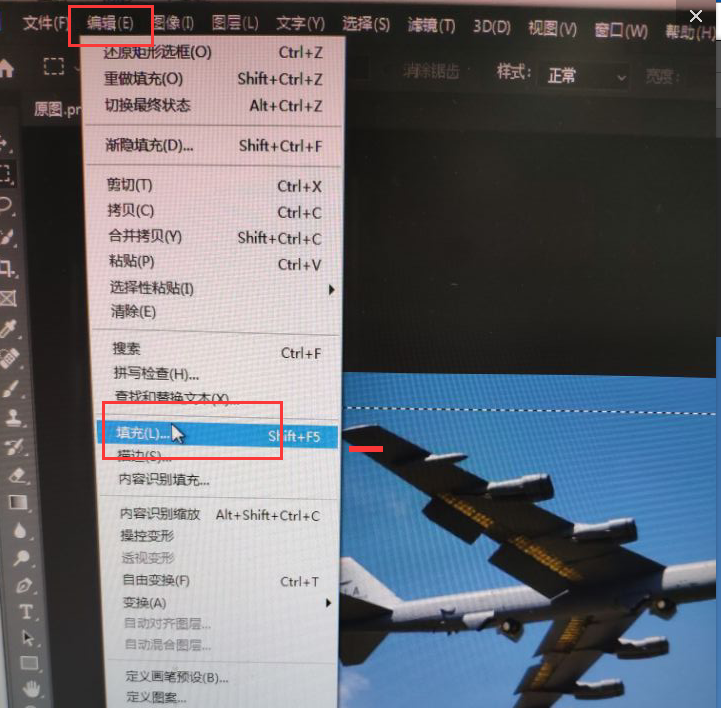 文件(F) 编辑(E) 图像(I) 图层(L) 文字(Y) 选择(S) 滤镜(T) 3D(D) 视图(V) 窗口(W) 帮助(H)
还原矩形选框(O) Ctrl+Z
消除锯齿 样式: 正常 宽度:
重做填充(O) Shift+Ctrl+Z
原图.pn
切换最终状态 Alt+Ctrl+Z
渐隐填充(D)... Shift+Ctrl+F
剪切(T) Ctrl+X
拷贝(C) Ctrl+C
合并拷贝(Y) Shift+Ctrl+C
粘贴(P) Ctrl+V
选择性粘贴(I)
清除(E)
搜索 Ctrl+F
拼写检查(H)...
查找和替换文本(X)...
填充(L)... Shift+F5
描边(S)...
内容识别填充...
内容识别缩放 Alt+Shift+Ctrl+C
操控变形
透视变形
自由变换(F) Ctrl+T
变换(A)
自动对齐图层...
自动混合图层...
定义画笔预设(B)...
定义图案...